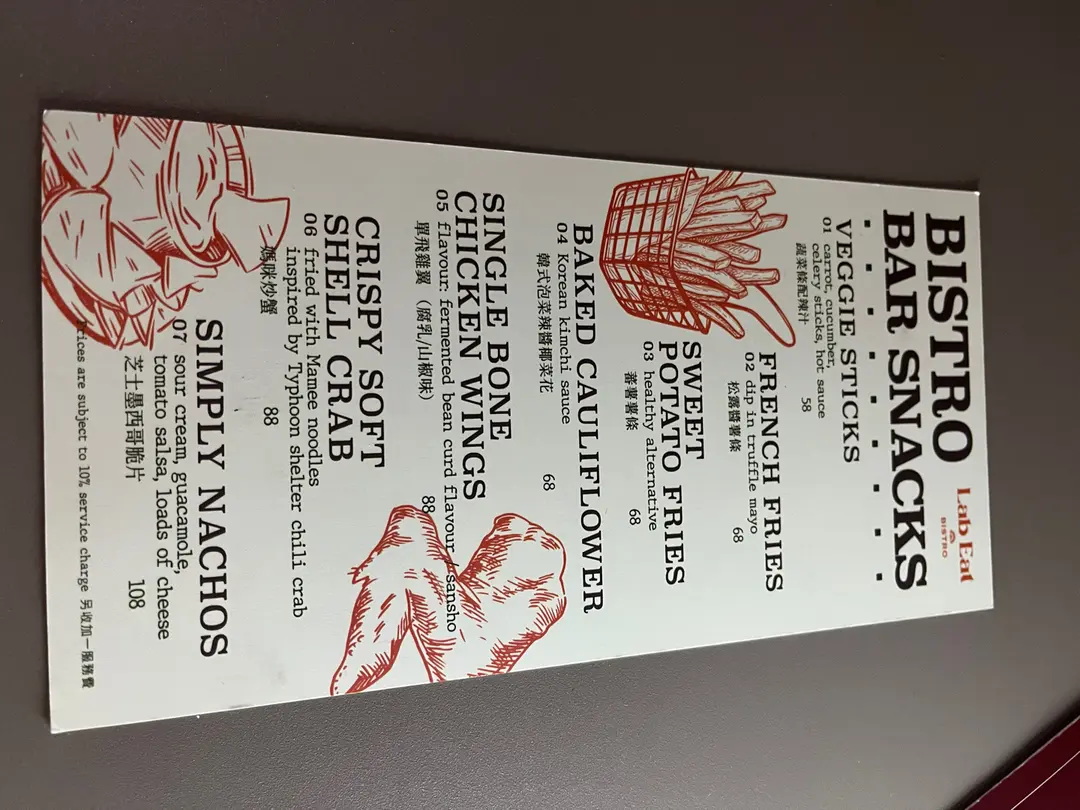 Lab Eat
BISTRO
BISTRO
BAR SNACKS
VEGGIE STICKS
01 carrot, cucumber,
celery sticks, hot sauce
蔬菜條配辣汁
58
FRENCH FRIES
02 dip in truffle mayo
松露醬薯條
68
SWEET
POTATO FRIES
03 healthy alternative
蕃薯薯條
68
BAKED CAULIFLOWER
04 Korean kimchi sauce
韓式泡菜辣醬椰菜花
68
SINGLE BONE
CHICKEN WINGS
05 flavour: fermented bean curd flavour / sansho
單飛雞翼 (腐乳/山椒味)
88
CRISPY SOFT
SHELL CRAB
06 fried with Mamee noodles
inspired by Typhoon shelter chili crab
媽咪炒蟹
88
SIMPLY NACHOS
07 sour cream, guacamole,
tomato salsa, loads of cheese
芝士墨西哥脆片
108
Prices are subject to 10% service charge 另收加一服務費